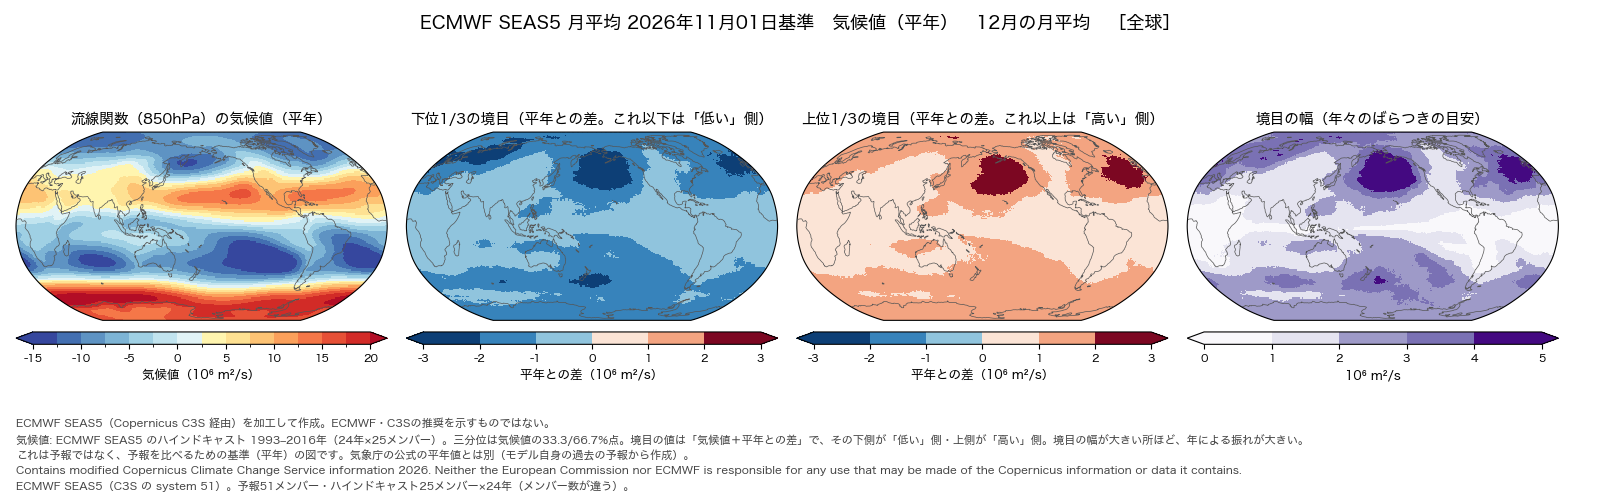 ECMWF SEAS5 月平均 2026年11月01日基準　気候値（平年）　12月の月平均　［全球］
流線関数（850hPa）の気候値（平年）
下位1/3の境目（平年との差。これ以下は「低い」側）
上位1/3の境目（平年との差。これ以上は「高い」側）
境目の幅（年々のばらつきの目安）
-15 -10 -5 0 5 10 15 20
気候値（10⁶ m²/s）
-3 -2 -1 0 1 2 3
平年との差（10⁶ m²/s）
-3 -2 -1 0 1 2 3
平年との差（10⁶ m²/s）
0 1 2 3 4 5
10⁶ m²/s
ECMWF SEAS5（Copernicus C3S 経由）を加工して作成。ECMWF・C3Sの推奨を示すものではない。
気候値: ECMWF SEAS5 のハインドキャスト 1993–2016年（24年×25メンバー）。三分位は気候値の33.3/66.7%点。境目の値は「気候値＋平年との差」で、その下側が「低い」側・上側が「高い」側。境目の幅が大きい所ほど、年による振れが大きい。
これは予報ではなく、予報を比べるための基準（平年）の図です。気象庁の公式の平年値とは別（モデル自身の過去の予報から作成）。
Contains modified Copernicus Climate Change Service information 2026. Neither the European Commission nor ECMWF is responsible for any use that may be made of the Copernicus information or data it contains.
ECMWF SEAS5（C3S の system 51）。予報51メンバー・ハインドキャスト25メンバー×24年（メンバー数が違う）。